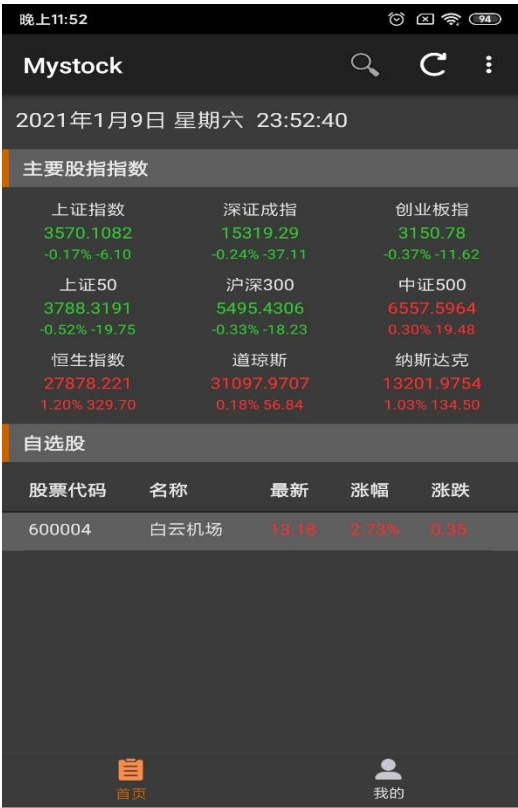 晚上11:52 94
Mystock
2021年1月9日 星期六 23:52:40
主要股指指数
上证指数 深证成指 创业板指
3570.1082 15319.29 3150.78
-0.17% -6.10 -0.24% -37.11 -0.37% -11.62
上证50 沪深300 中证500
3788.3191 5495.4306 6557.5964
-0.52% -19.75 -0.33% -18.23 0.30% 19.48
恒生指数 道琼斯 纳斯达克
27878.221 31097.9707 13201.9754
1.20% 329.70 0.18% 56.84 1.03% 134.50
自选股
股票代码 名称 最新 涨幅 涨跌
600004 白云机场 13.18 2.73% 0.35
首页 我的